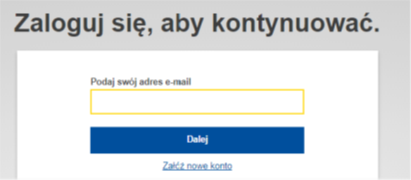 Zaloguj się, aby kontynuować.
Podaj swój adres e-mail
Dalej
Załóż nowe konto